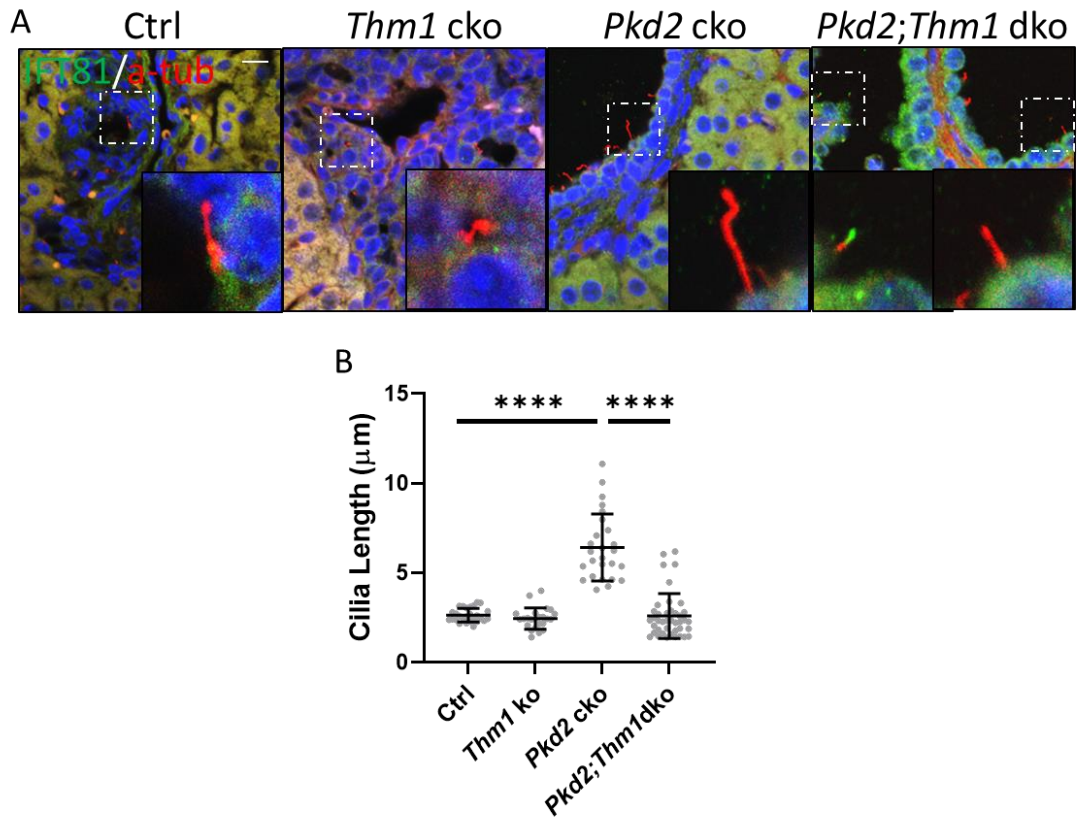 A
Ctrl
Thm1 cko
Pkd2 cko
Pkd2;Thm1 dko
IFT81/a-tub
B
15
10
5
0
Cilia Length (μm)
****
****
Ctrl
Thm1 ko
Pkd2 cko
Pkd2;Thm1dko